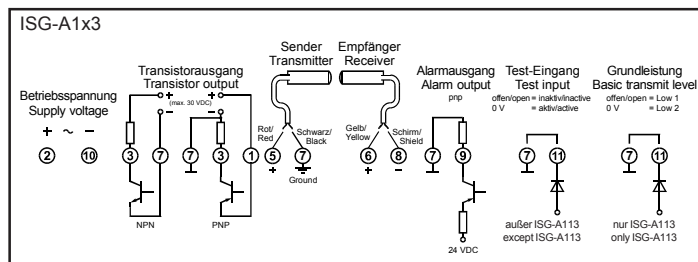 ISG-A1x3
Betriebsspannung
Supply voltage
+ ~ −
2 10
Transistorausgang
Transistor output
+ +
(max. 30 VDC)
− −
3 7 7 3 1
NPN PNP
Sender
Transmitter
Rot/
Red
Schwarz/
Black
5 7
+
Ground
Empfänger
Receiver
Gelb/
Yellow
Schirm/
Shield
6 8
+ −
Alarmausgang
Alarm output
pnp
7 9
24 VDC
Test-Eingang
Test input
offen/open = inaktiv/inactive
0 V = aktiv/active
7 11
außer ISG-A113
except ISG-A113
Grundleistung
Basic transmit level
offen/open = Low 1
0 V = Low 2
7 11
nur ISG-A113
only ISG-A113